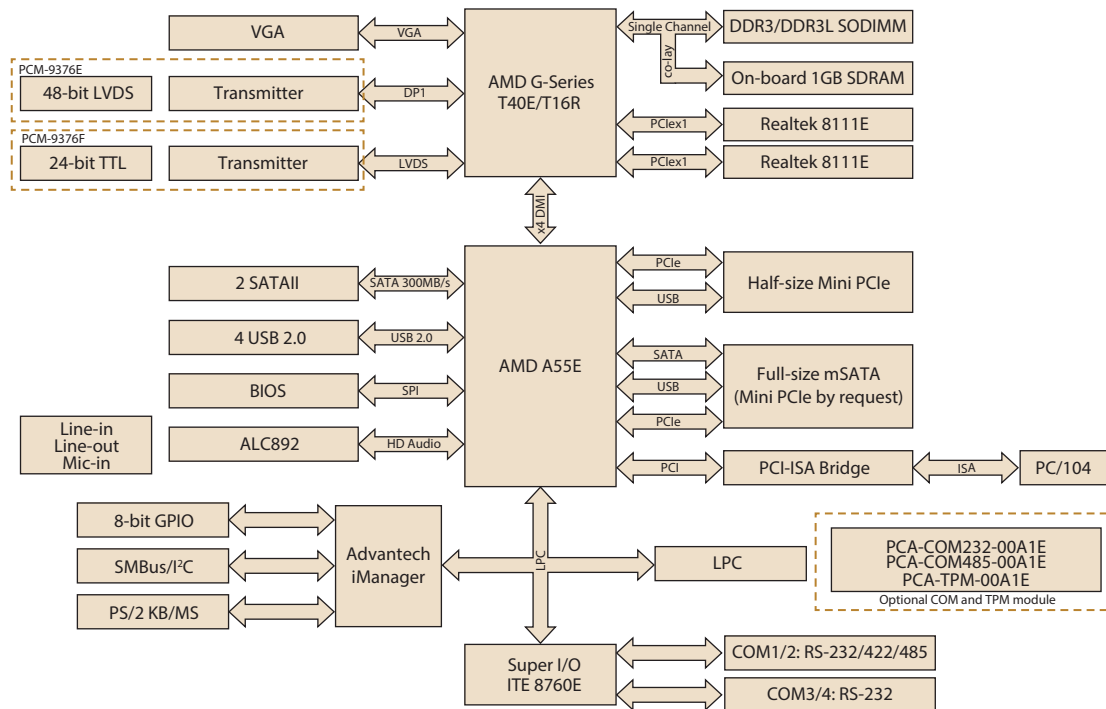 VGA
VGA
AMD G-Series
T40E/T16R
Single Channel
DDR3/DDR3L SODIMM
co-lay
On-board 1GB SDRAM
PCM-9376E
48-bit LVDS
Transmitter
DP1
PCIex1
Realtek 8111E
PCM-9376F
24-bit TTL
Transmitter
LVDS
PCIex1
Realtek 8111E
x4 DMI
AMD A55E
2 SATAII
SATA 300MB/s
PCIe
USB
Half-size Mini PCIe
4 USB 2.0
USB 2.0
SATA
USB
PCIe
Full-size mSATA
(Mini PCIe by request)
BIOS
SPI
Line-in
Line-out
Mic-in
ALC892
HD Audio
PCI
PCI-ISA Bridge
ISA
PC/104
8-bit GPIO
SMBus/I²C
PS/2 KB/MS
Advantech
iManager
LPC
LPC
PCA-COM232-00A1E
PCA-COM485-00A1E
PCA-TPM-00A1E
Optional COM and TPM module
Super I/O
ITE 8760E
COM1/2: RS-232/422/485
COM3/4: RS-232